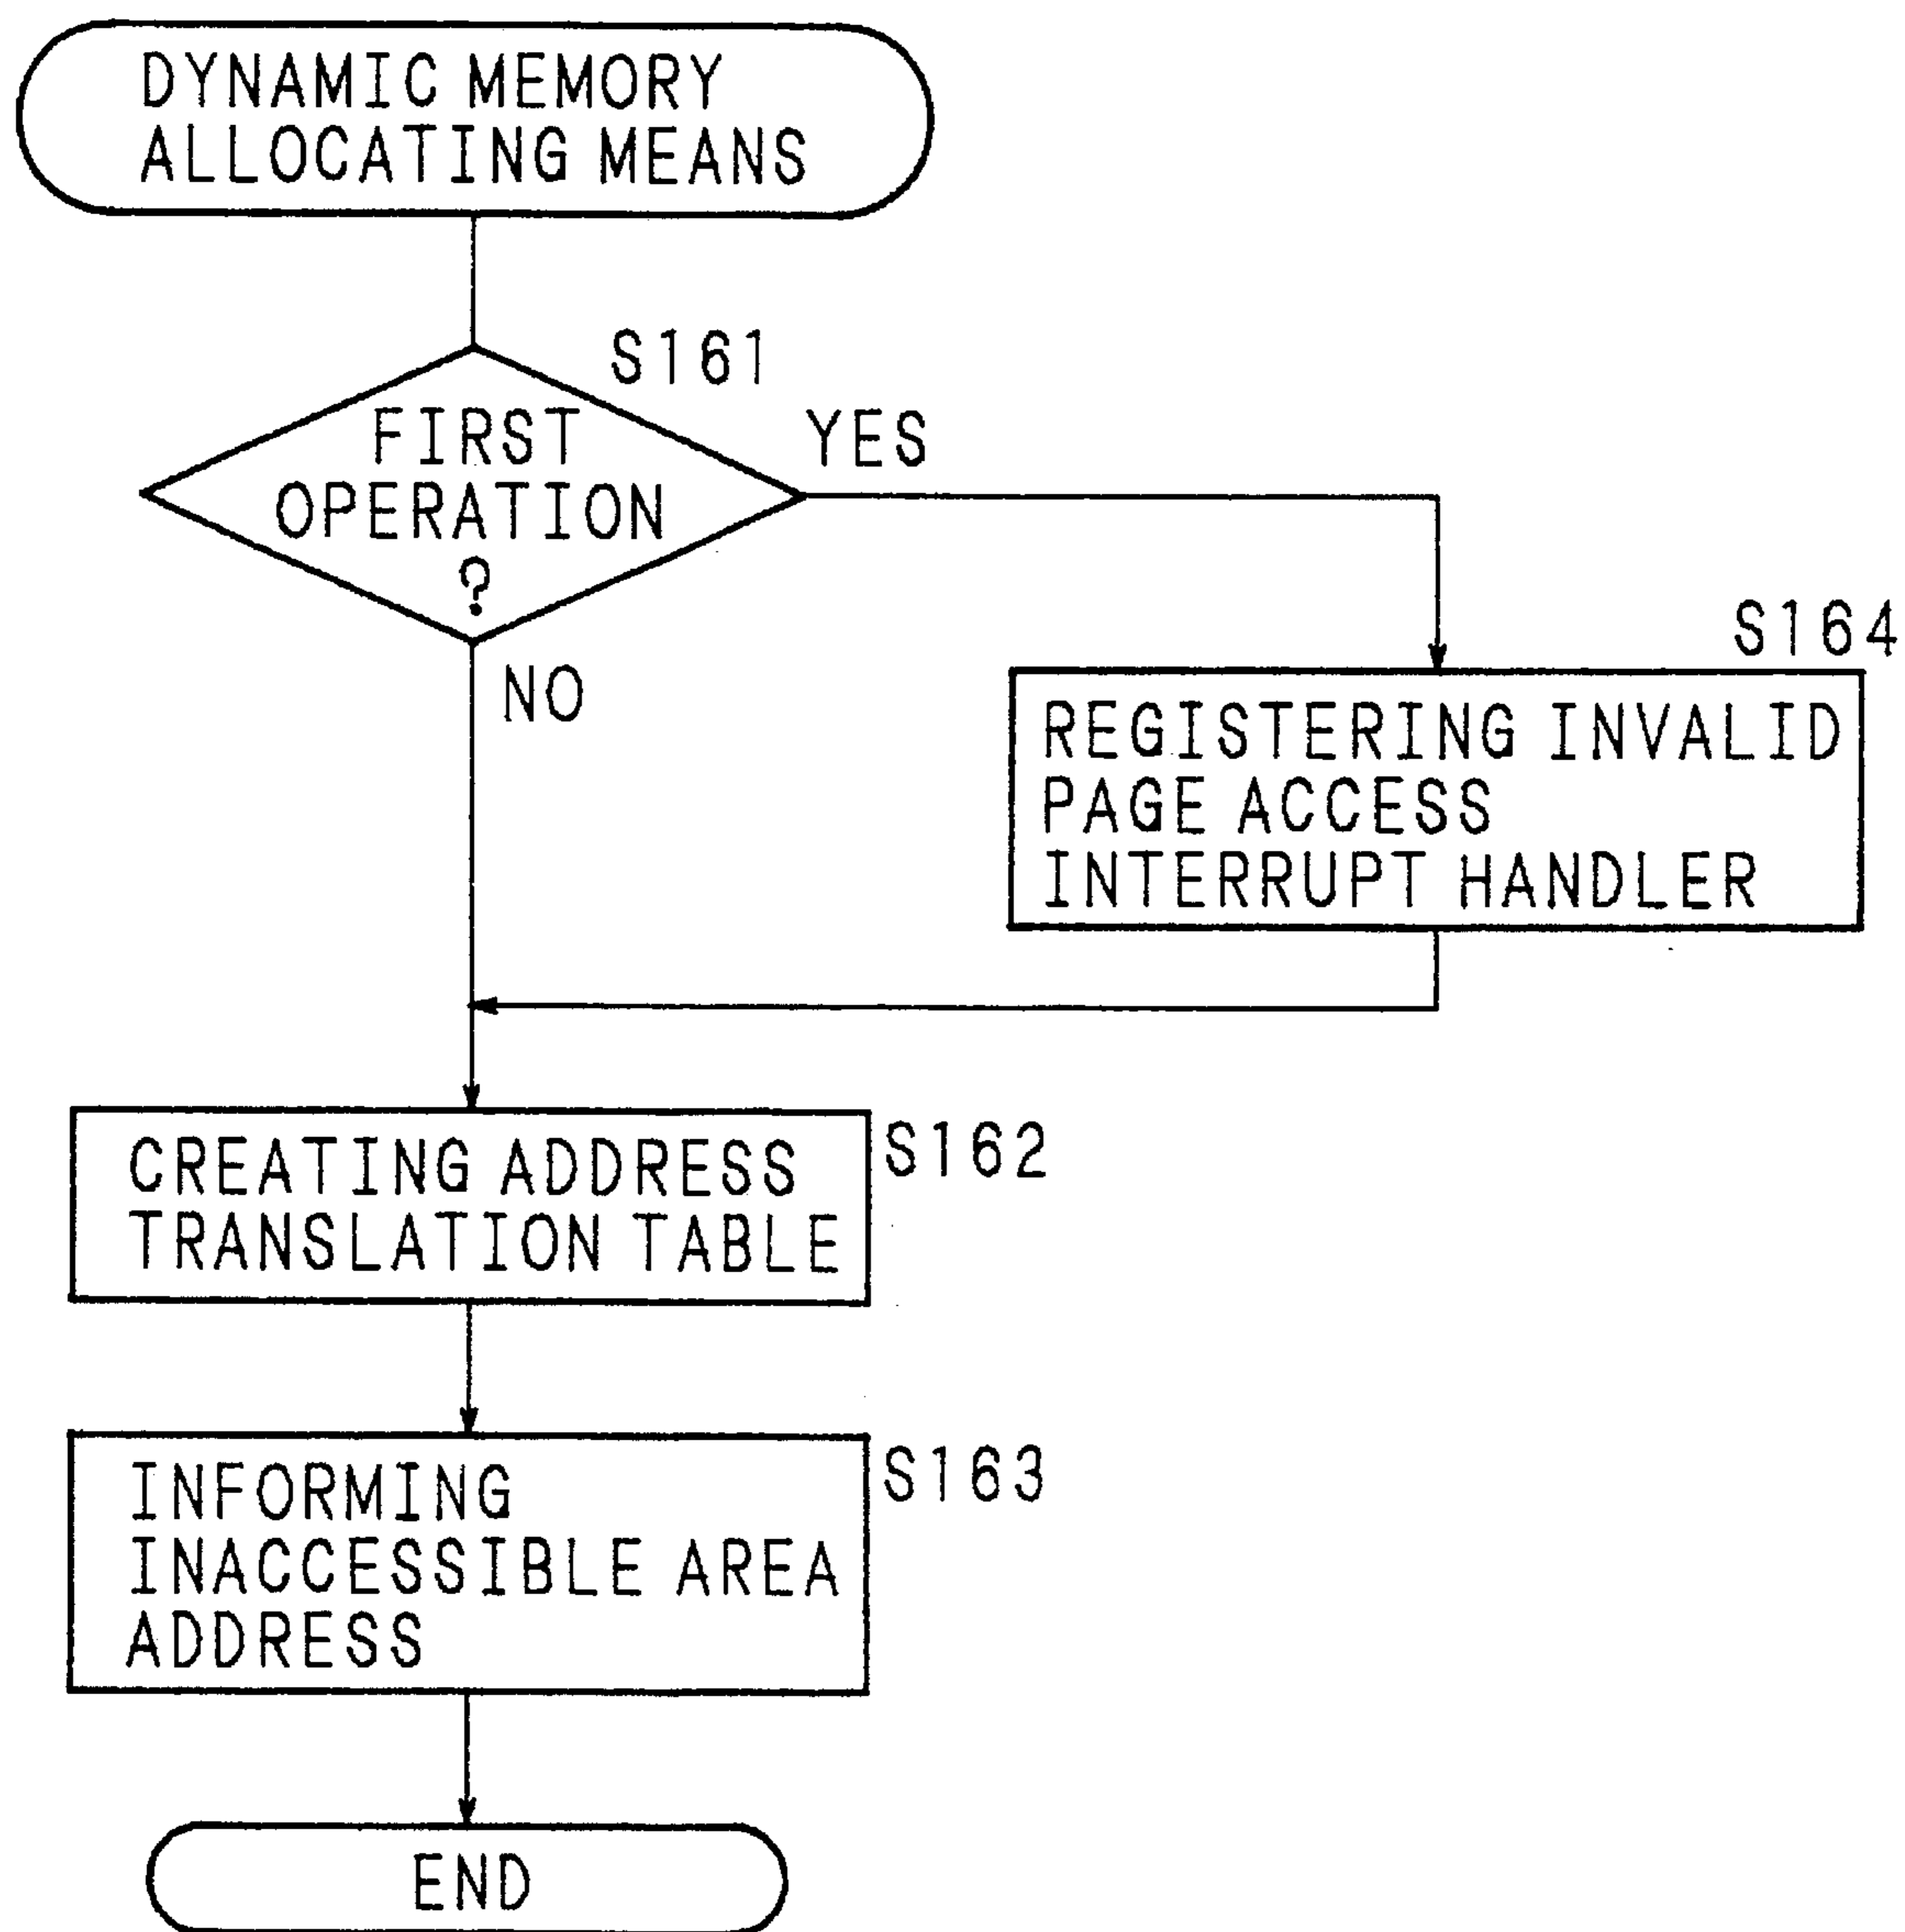 DYNAMIC MEMORY
ALLOCATING MEANS
S161
FIRST
OPERATION
?
YES
NO
S164
REGISTERING INVALID
PAGE ACCESS
INTERRUPT HANDLER
CREATING ADDRESS
TRANSLATION TABLE
S162
INFORMING
INACCESSIBLE AREA
ADDRESS
S163
END